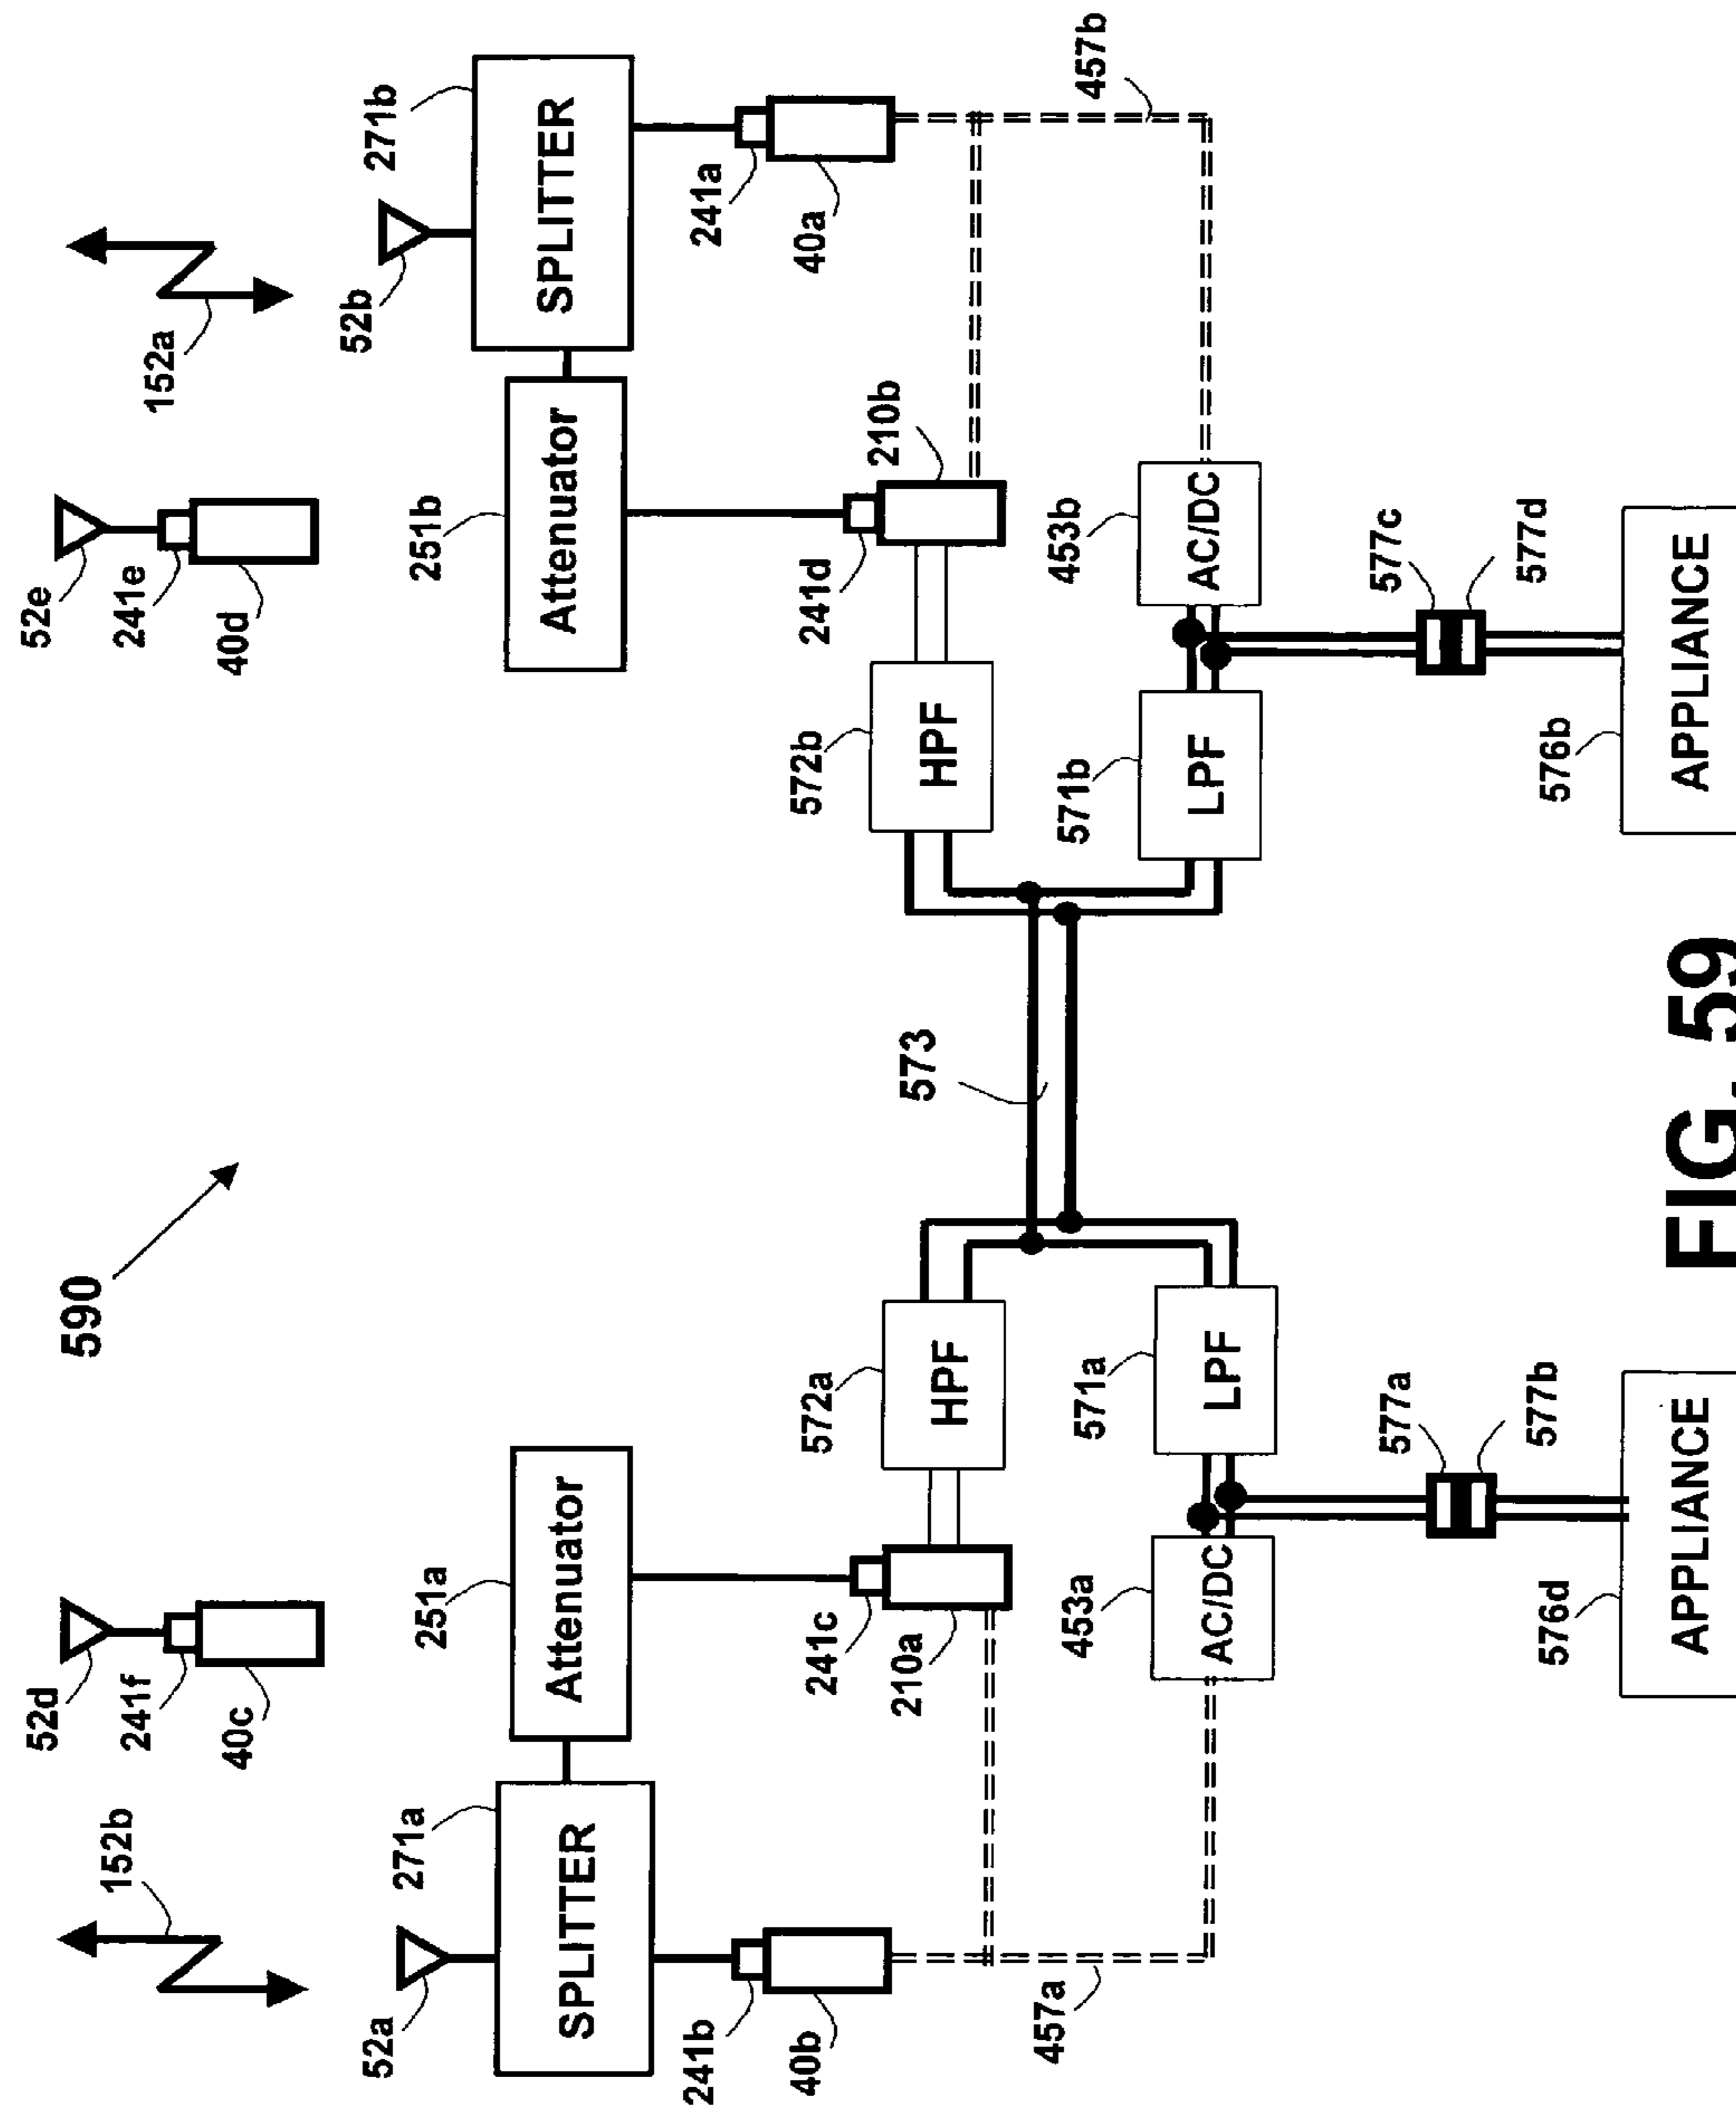 52d
52e
590
152b
241f
241e
152a
40c
40d
52a
271a
251a
251b
52b
271b
SPLITTER
Attenuator
Attenuator
SPLITTER
241b
241a
40b
241c
572a
572b
241d
40a
210a
573
210b
HPF
HPF
457a
453a
571a
571b
453b
457b
AC/DC
LPF
LPF
AC/DC
577a
577c
577b
577d
576d
576b
APPLIANCE
APPLIANCE
FIG. 59